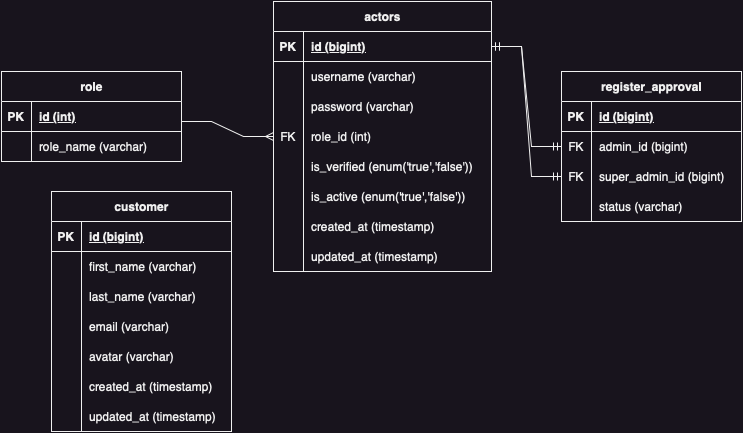 role
PK id (int)
role_name (varchar)
actors
PK id (bigint)
username (varchar)
password (varchar)
FK role_id (int)
is_verified (enum('true','false'))
is_active (enum('true','false'))
created_at (timestamp)
updated_at (timestamp)
register_approval
PK id (bigint)
FK admin_id (bigint)
FK super_admin_id (bigint)
status (varchar)
customer
PK id (bigint)
first_name (varchar)
last_name (varchar)
email (varchar)
avatar (varchar)
created_at (timestamp)
updated_at (timestamp)